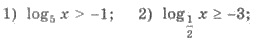 1) log₅ x > -1; 2) log_{1/2} x ≥ -3;